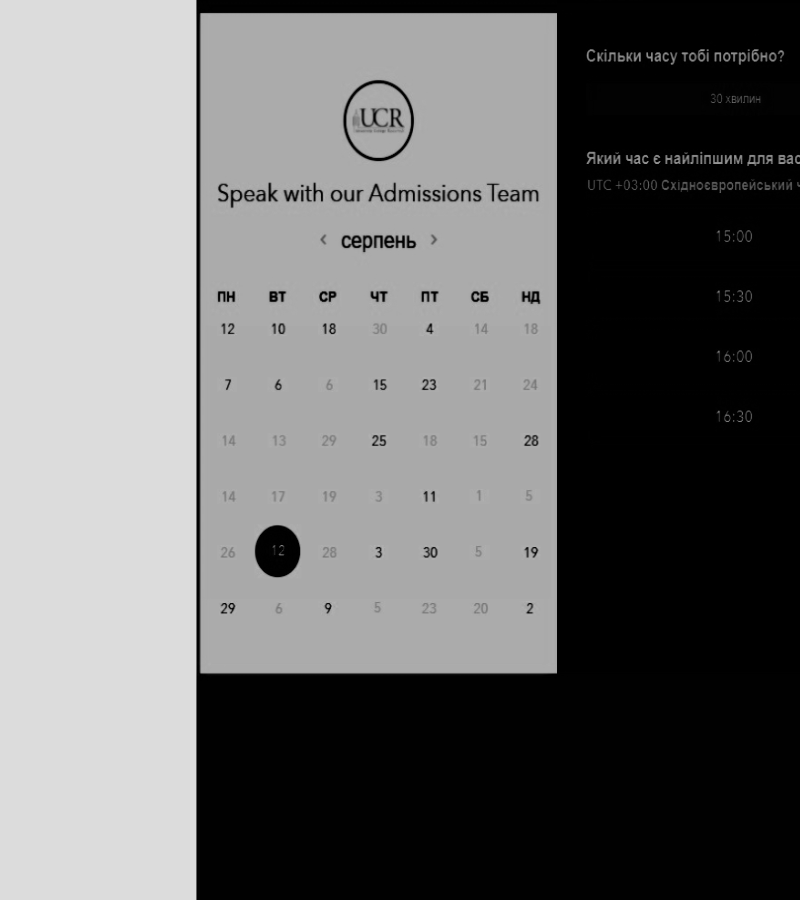 UCR
Speak with our Admissions Team
‹ серпень ›
ПН ВТ СР ЧТ ПТ СБ НД
12 10 18 30 4 14 18
7 6 6 15 23 21 24
14 13 29 25 18 15 28
14 17 19 3 11 1 5
26 12 28 3 30 5 19
29 6 9 5 23 20 2
Скільки часу тобі потрібно?
30 хвилин
Який час є найліпшим для вас
UTC +03:00 Східноєвропейський ч
15:00
15:30
16:00
16:30